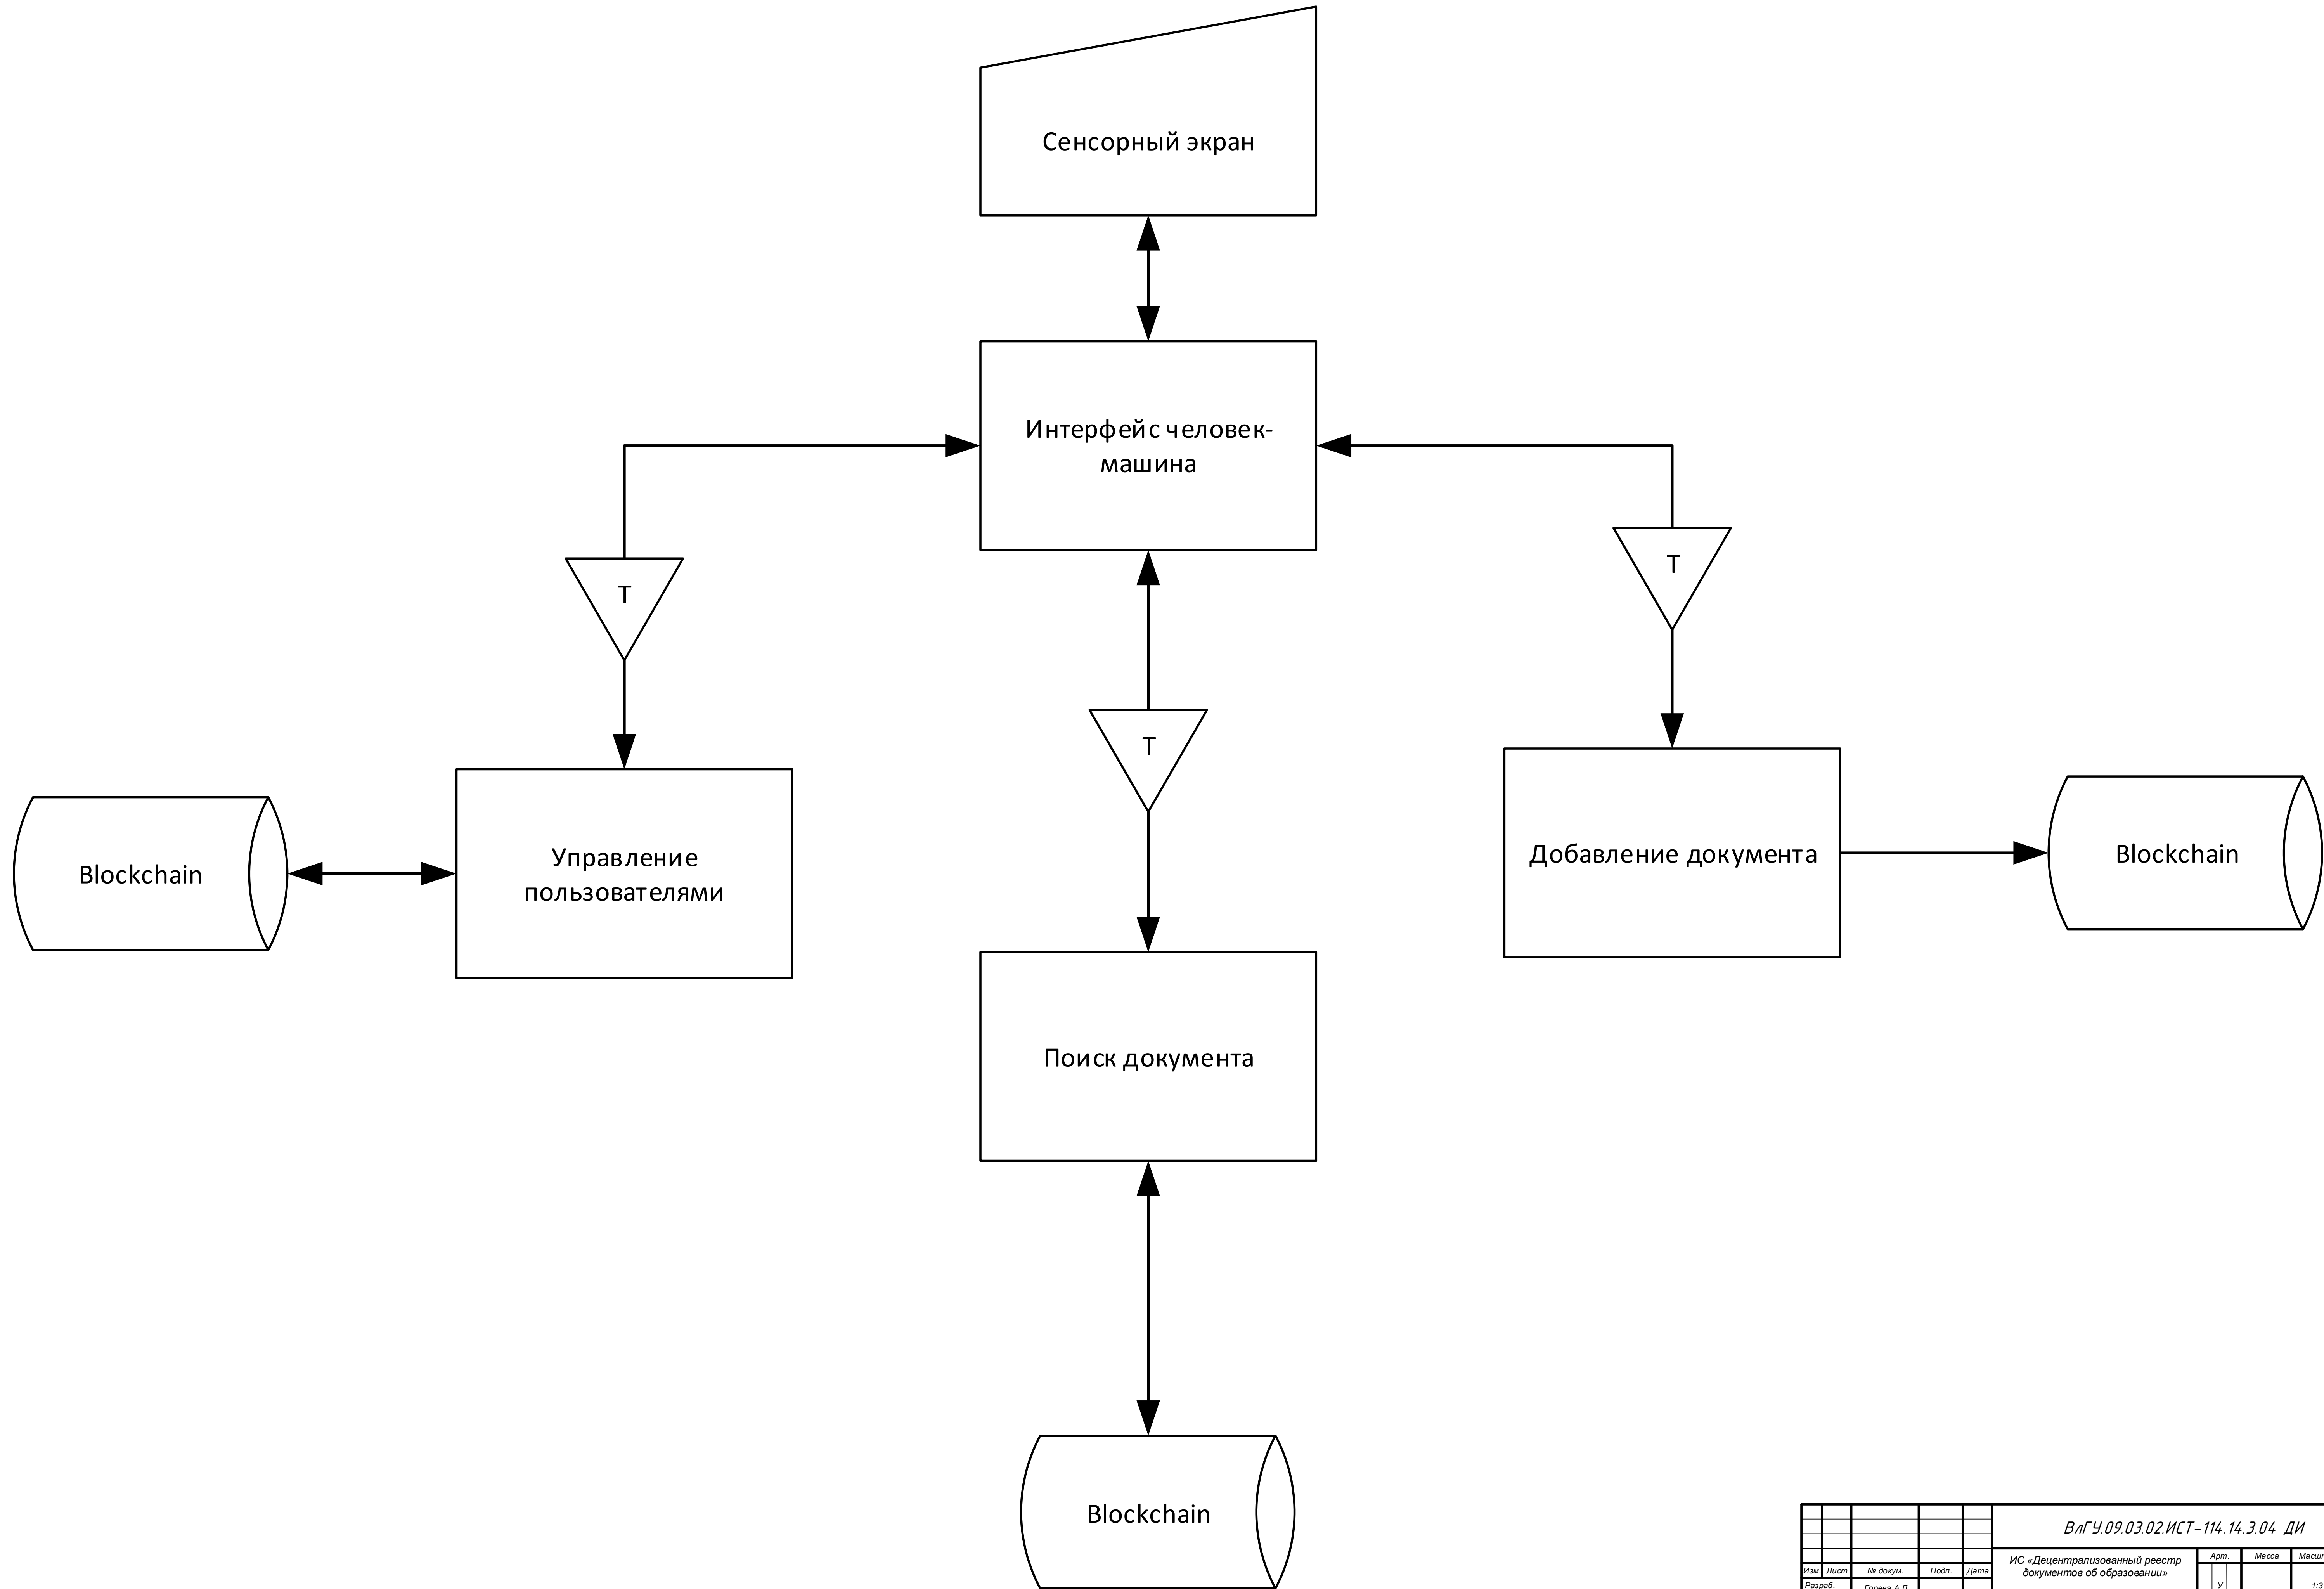 Сенсорный экран
Интерфейс человек-
машина
Т
Т
Т
Blockchain
Управление
пользователями
Добавление документа
Blockchain
Поиск документа
Blockchain
ВлГУ.09.03.02.ИСТ-114.14.3.04 ДИ
ИС «Децентрализованный реестр
документов об образовании»
Арт. Масса
Изм. Лист № докум. Подп. Дата
Разраб.
У